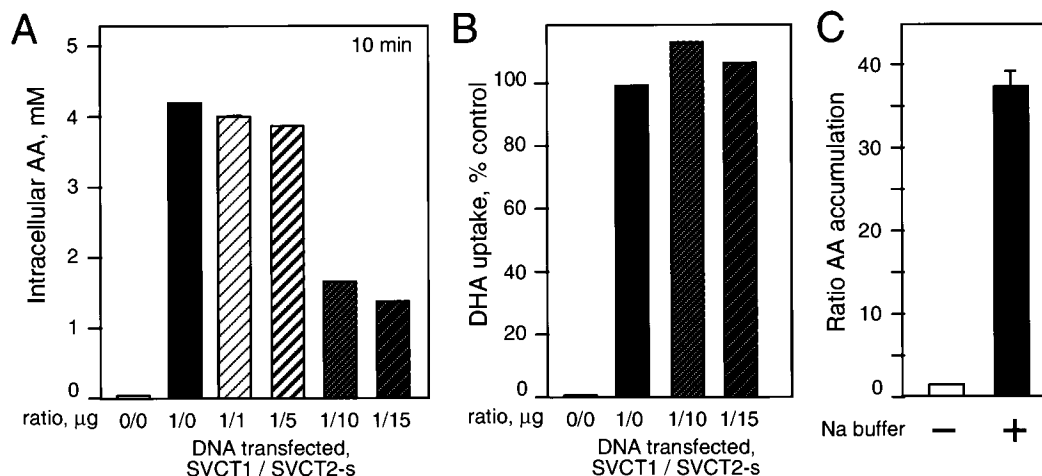 A
10 min
Intracellular AA, mM
5
4
3
2
1
0
ratio, µg 0/0 1/0 1/1 1/5 1/10 1/15
DNA transfected,
SVCT1 / SVCT2-s
B
DHA uptake, % control
100
80
60
40
20
0
0/0 1/0 1/10 1/15
DNA transfected,
SVCT1 / SVCT2-s
C
Ratio AA accumulation
40
30
20
10
0
Na buffer − +